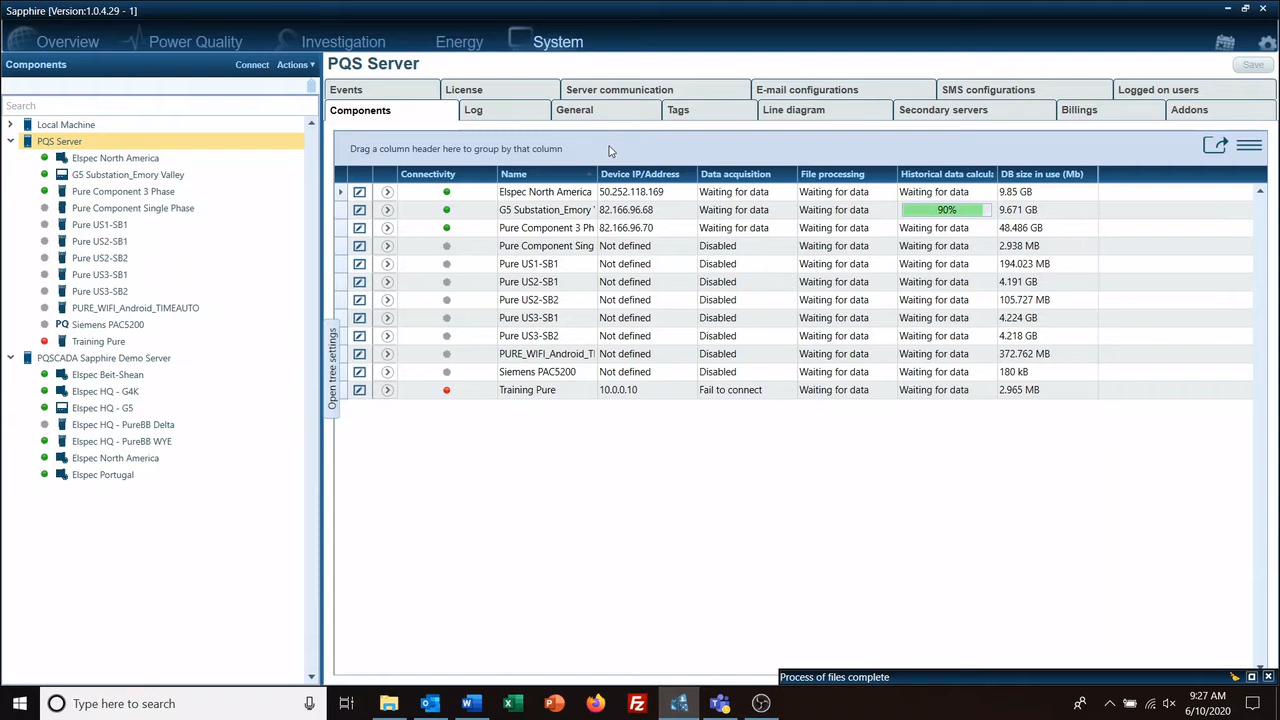 Sapphire (Version:1.0.4.29 - 1]
Overview Power Quality Investigation Energy System
Components Connect Actions
PQS Server
Save
Search
Local Machine
PQS Server
Elspec North America
G5 Substation_Emory Valley
Pure Component 3 Phase
Pure Component Single Phase
Pure US1-SB1
Pure US2-SB1
Pure US2-SB2
Pure US3-SB1
Pure US3-SB2
PURE_WIFI_Android_TIMEAUTO
PQ Siemens PAC5200
Training Pure
PQSCADA Sapphire Demo Server
Elspec Beit-Shean
Elspec HQ - G4K
Elspec HQ - G5
Elspec HQ - PureBB Delta
Elspec HQ - PureBB WYE
Elspec North America
Elspec Portugal
Open tree settings
Events License Server communication E-mail configurations SMS configurations Logged on users
Components Log General Tags Line diagram Secondary servers Billings Addons
Drag a column header here to group by that column
Connectivity Name Device IP/Address Data acquisition File processing Historical data calcula DB size in use (Mb)
Elspec North America 50.252.118.169 Waiting for data Waiting for data Waiting for data 9.85 GB
G5 Substation_Emory 82.166.96.68 Waiting for data Waiting for data 90% 9.671 GB
Pure Component 3 Ph 82.166.96.70 Waiting for data Waiting for data Waiting for data 48.486 GB
Pure Component Sing Not defined Disabled Waiting for data Waiting for data 2.938 MB
Pure US1-SB1 Not defined Disabled Waiting for data Waiting for data 194.023 MB
Pure US2-SB1 Not defined Disabled Waiting for data Waiting for data 4.191 GB
Pure US2-SB2 Not defined Disabled Waiting for data Waiting for data 105.727 MB
Pure US3-SB1 Not defined Disabled Waiting for data Waiting for data 4.224 GB
Pure US3-SB2 Not defined Disabled Waiting for data Waiting for data 4.218 GB
PURE_WIFI_Android_TI Not defined Disabled Waiting for data Waiting for data 372.762 MB
Siemens PAC5200 Not defined Disabled Waiting for data Waiting for data 180 kB
Training Pure 10.0.0.10 Fail to connect Waiting for data Waiting for data 2.965 MB
Process of files complete
Type here to search
9:27 AM
6/10/2020